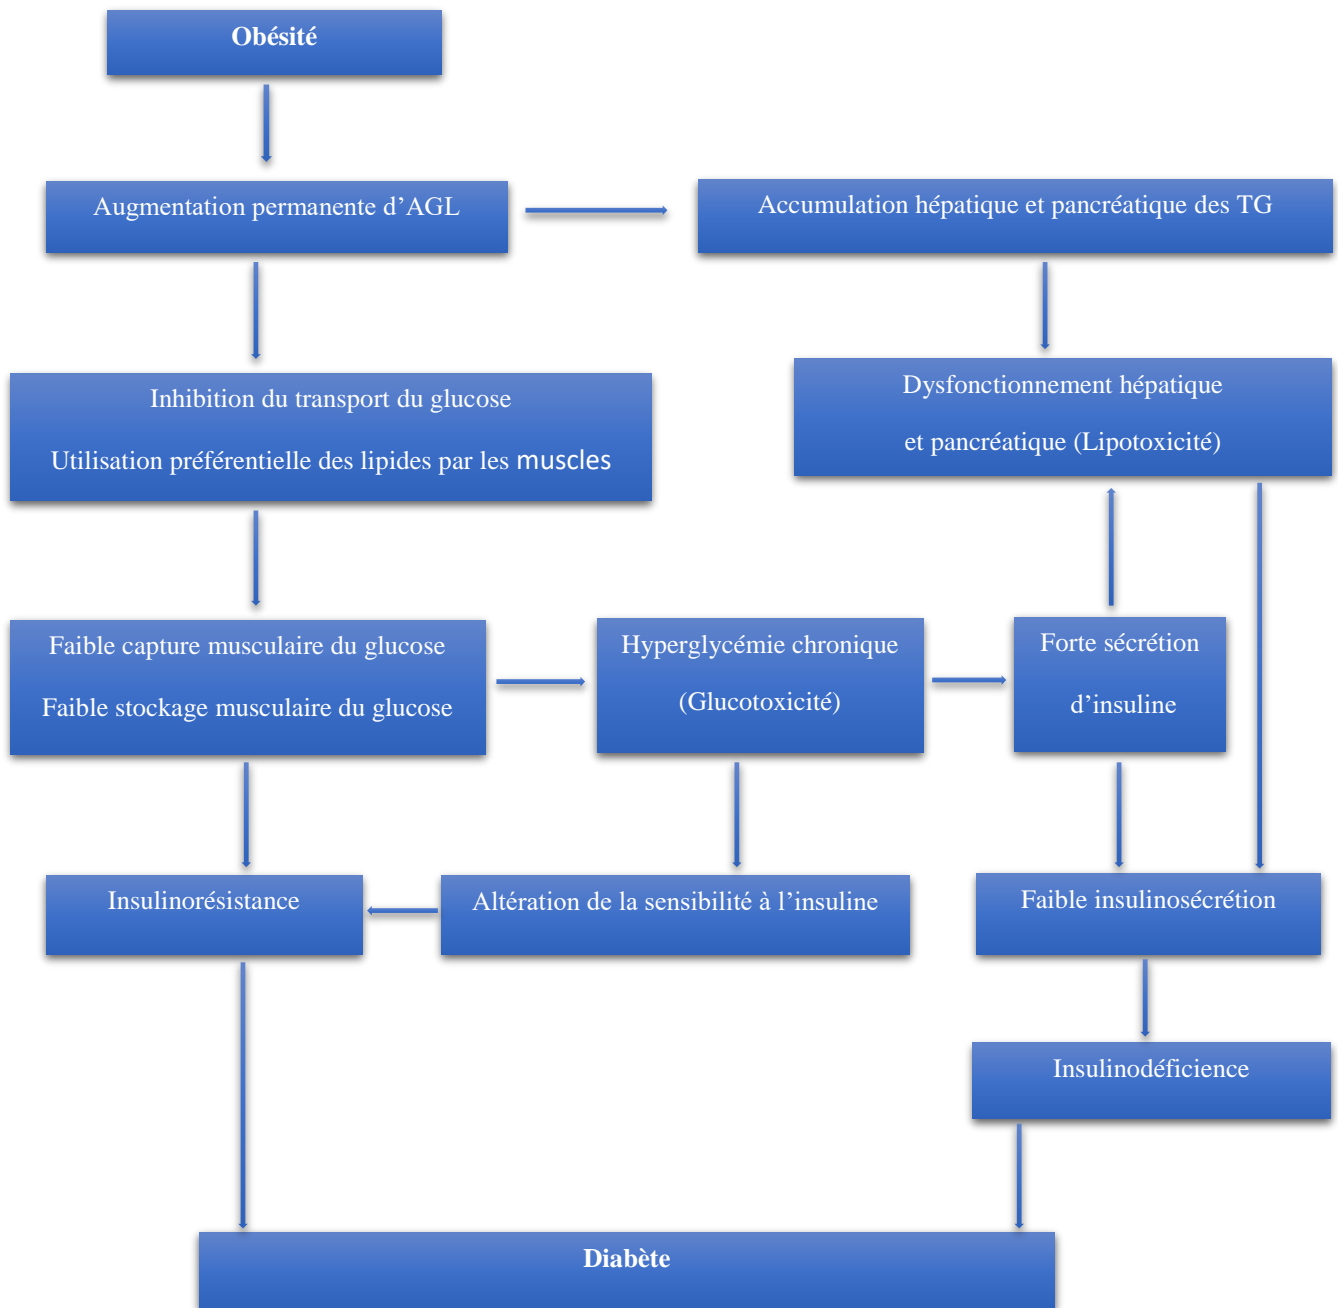 Obésité
Augmentation permanente d’AGL
Accumulation hépatique et pancréatique des TG
Inhibition du transport du glucose
Utilisation préférentielle des lipides par les muscles
Dysfonctionnement hépatique
et pancréatique (Lipotoxicité)
Faible capture musculaire du glucose
Faible stockage musculaire du glucose
Hyperglycémie chronique
(Glucotoxicité)
Forte sécrétion
d’insuline
Insulinorésistance
Altération de la sensibilité à l’insuline
Faible insulinosécrétion
Insulinodéficience
Diabète